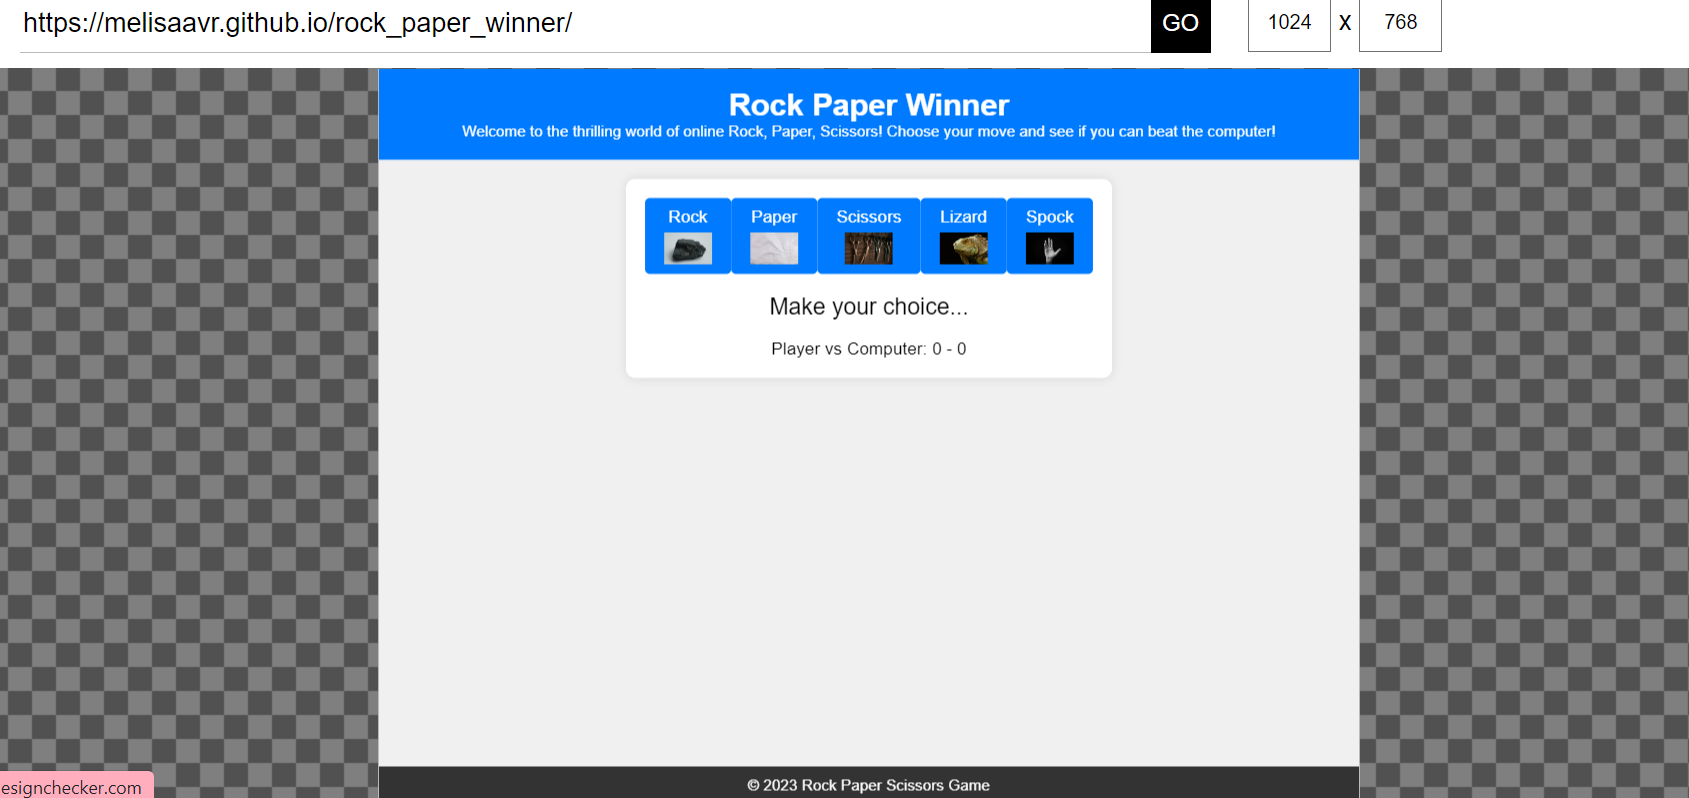 https://melisaavr.github.io/rock_paper_winner/ GO 1024 X 768
Rock Paper Winner
Welcome to the thrilling world of online Rock, Paper, Scissors! Choose your move and see if you can beat the computer!
Rock Paper Scissors Lizard Spock
Make your choice...
Player vs Computer: 0 - 0
esignchecker.com
© 2023 Rock Paper Scissors Game